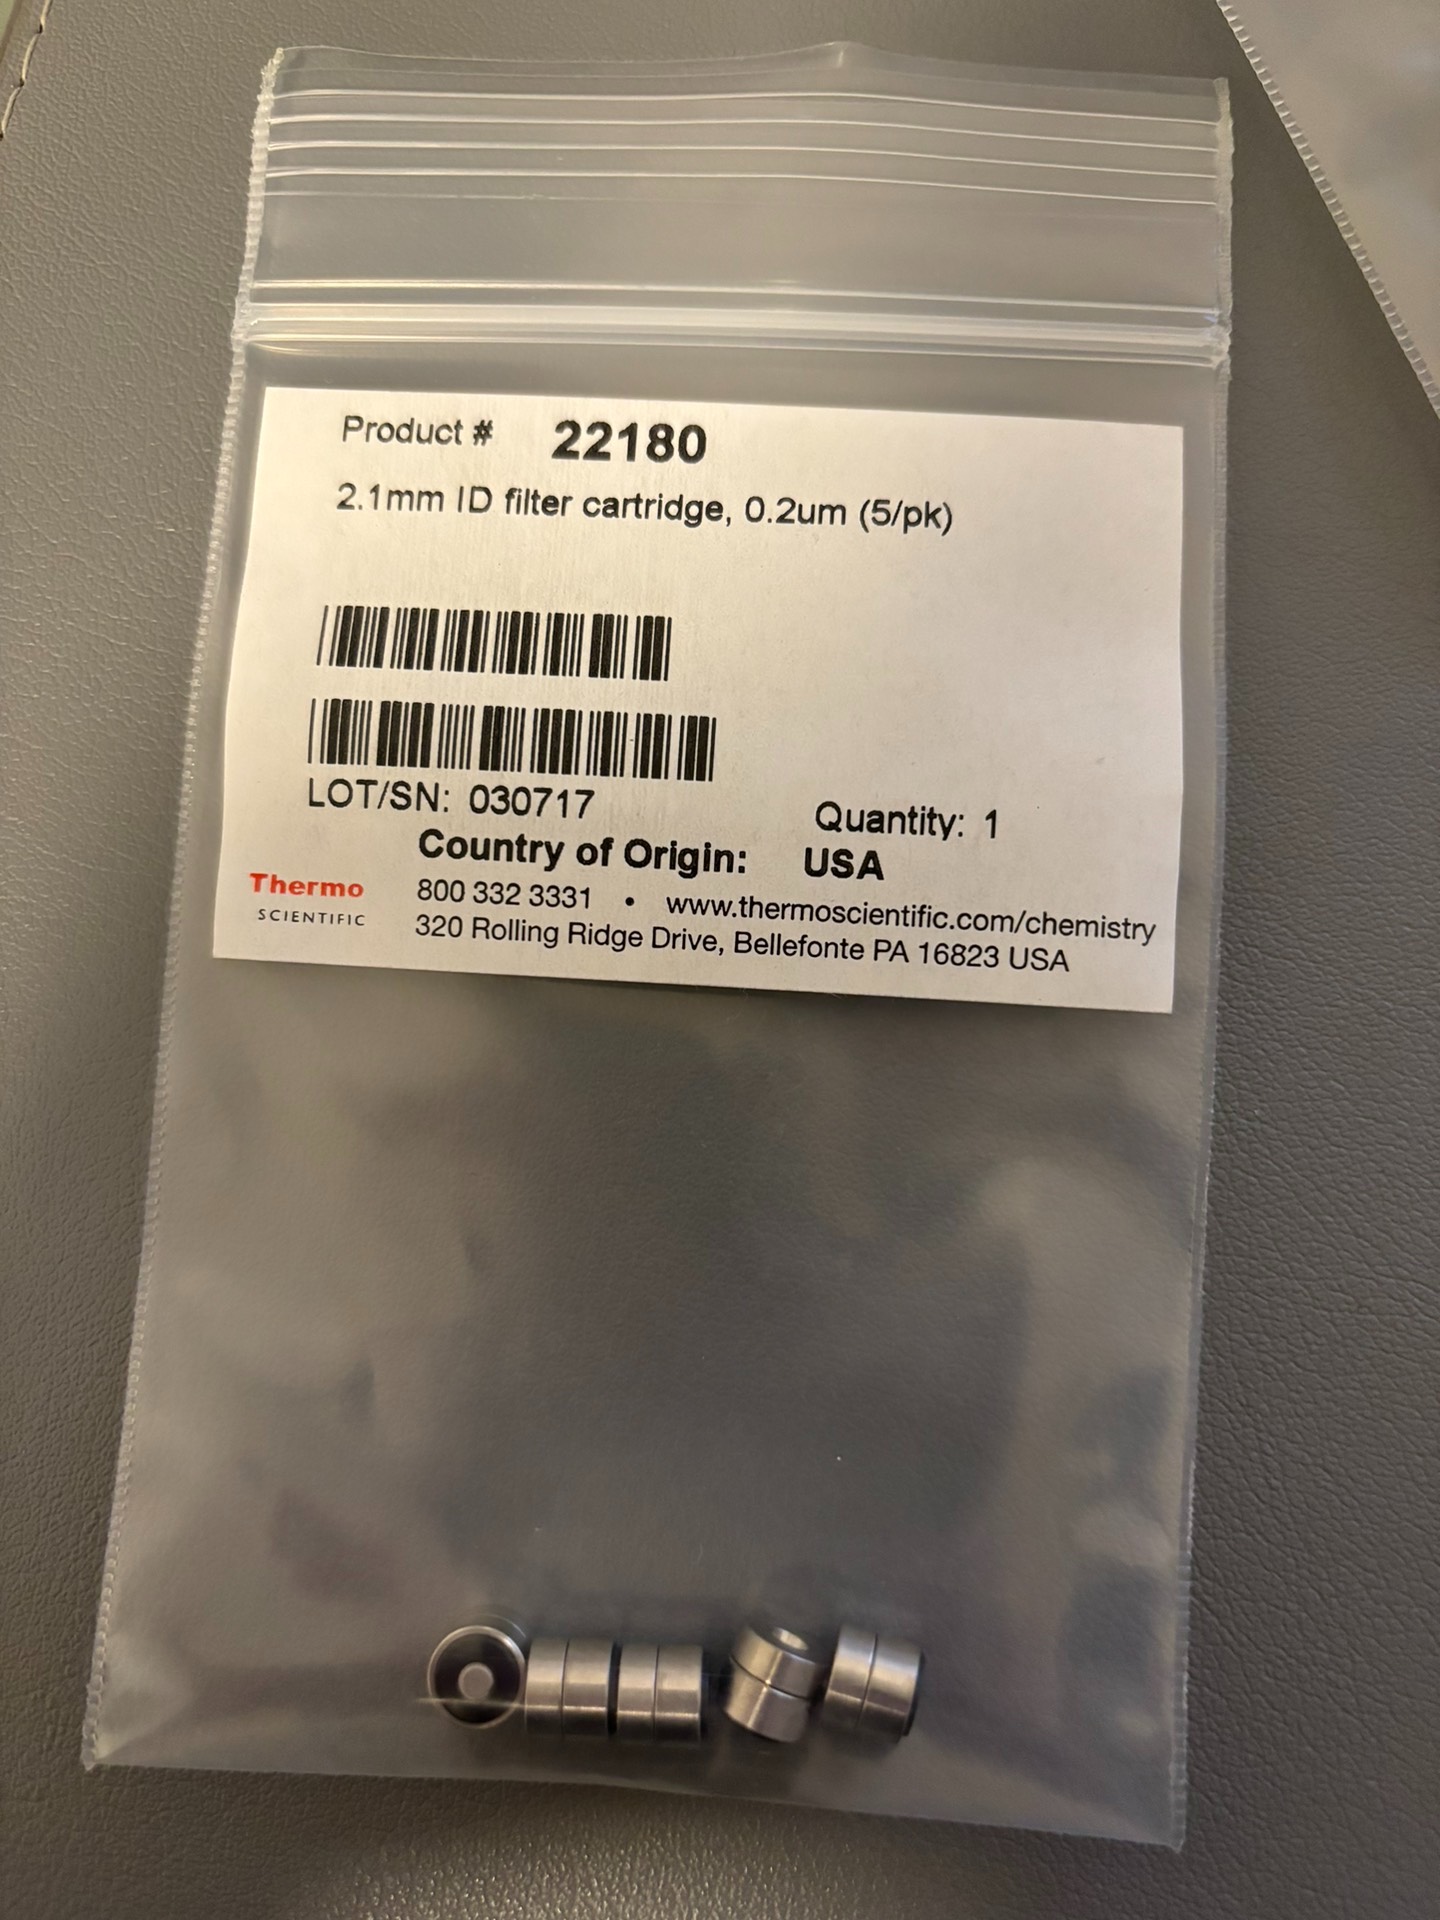 Product # 22180
2.1mm ID filter cartridge, 0.2um (5/pk)
LOT/SN: 030717 Quantity: 1
Country of Origin: USA
Thermo
SCIENTIFIC
800 332 3331 • www.thermoscientific.com/chemistry
320 Rolling Ridge Drive, Bellefonte PA 16823 USA